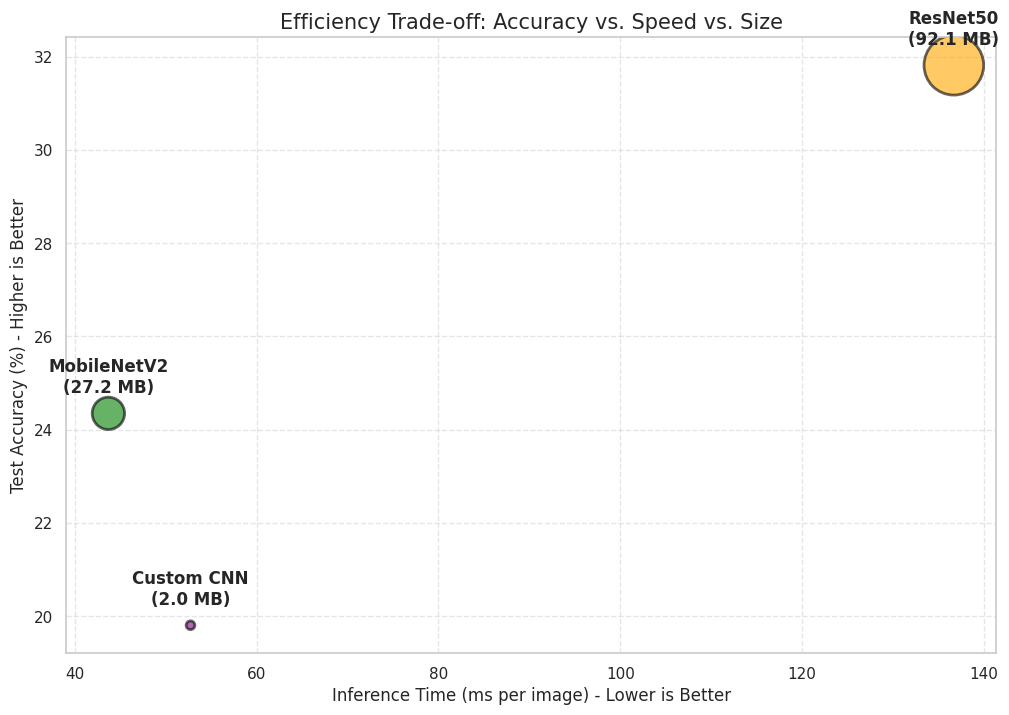 Efficiency Trade-off: Accuracy vs. Speed vs. Size
ResNet50
(92.1 MB)
32
30
28
26
24
22
20
Test Accuracy (%) - Higher is Better
MobileNetV2
(27.2 MB)
Custom CNN
(2.0 MB)
40
60
80
100
120
140
Inference Time (ms per image) - Lower is Better